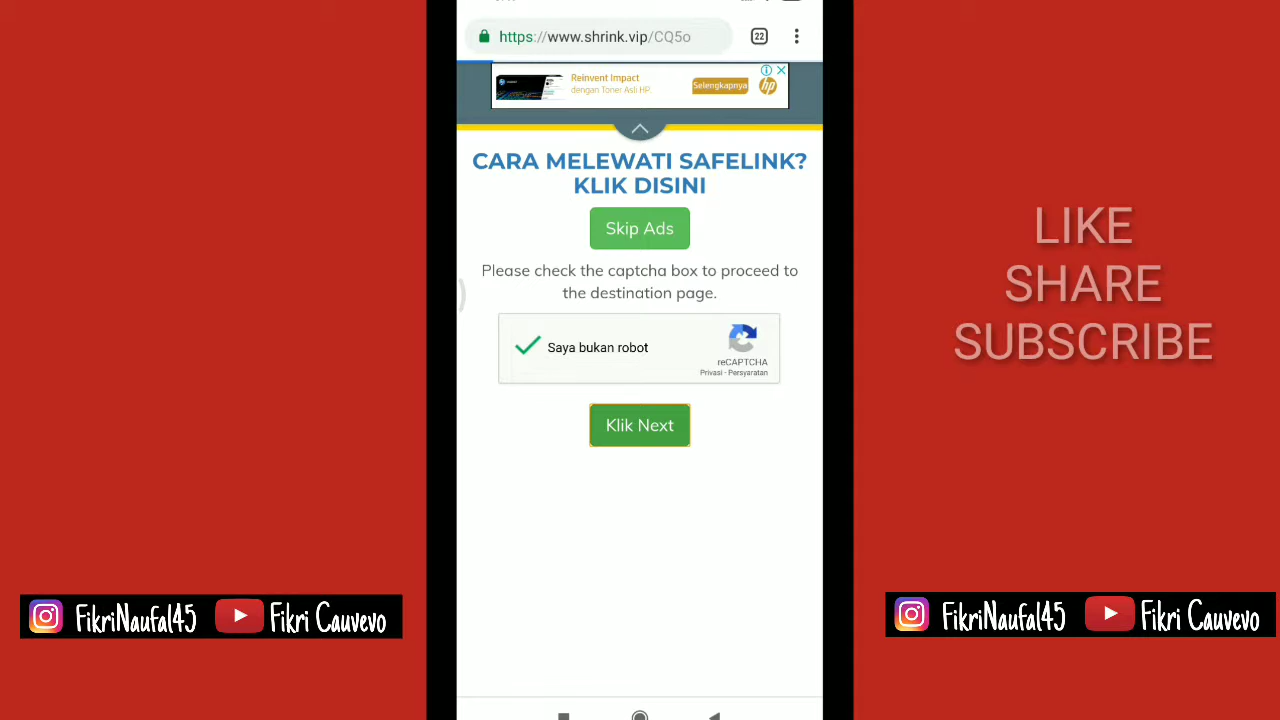 https://www.shrink.vip/CQ5o
22
Reinvent Impact
dengan Toner Asli HP.
Selengkapnya
hp
CARA MELEWATI SAFELINK?
KLIK DISINI
Skip Ads
Please check the captcha box to proceed to
the destination page.
Saya bukan robot
reCAPTCHA
Privasi - Persyaratan
Klik Next
LIKE
SHARE
SUBSCRIBE
FikriNaufal45 Fikri Cauvevo
FikriNaufal45 Fikri Cauvevo